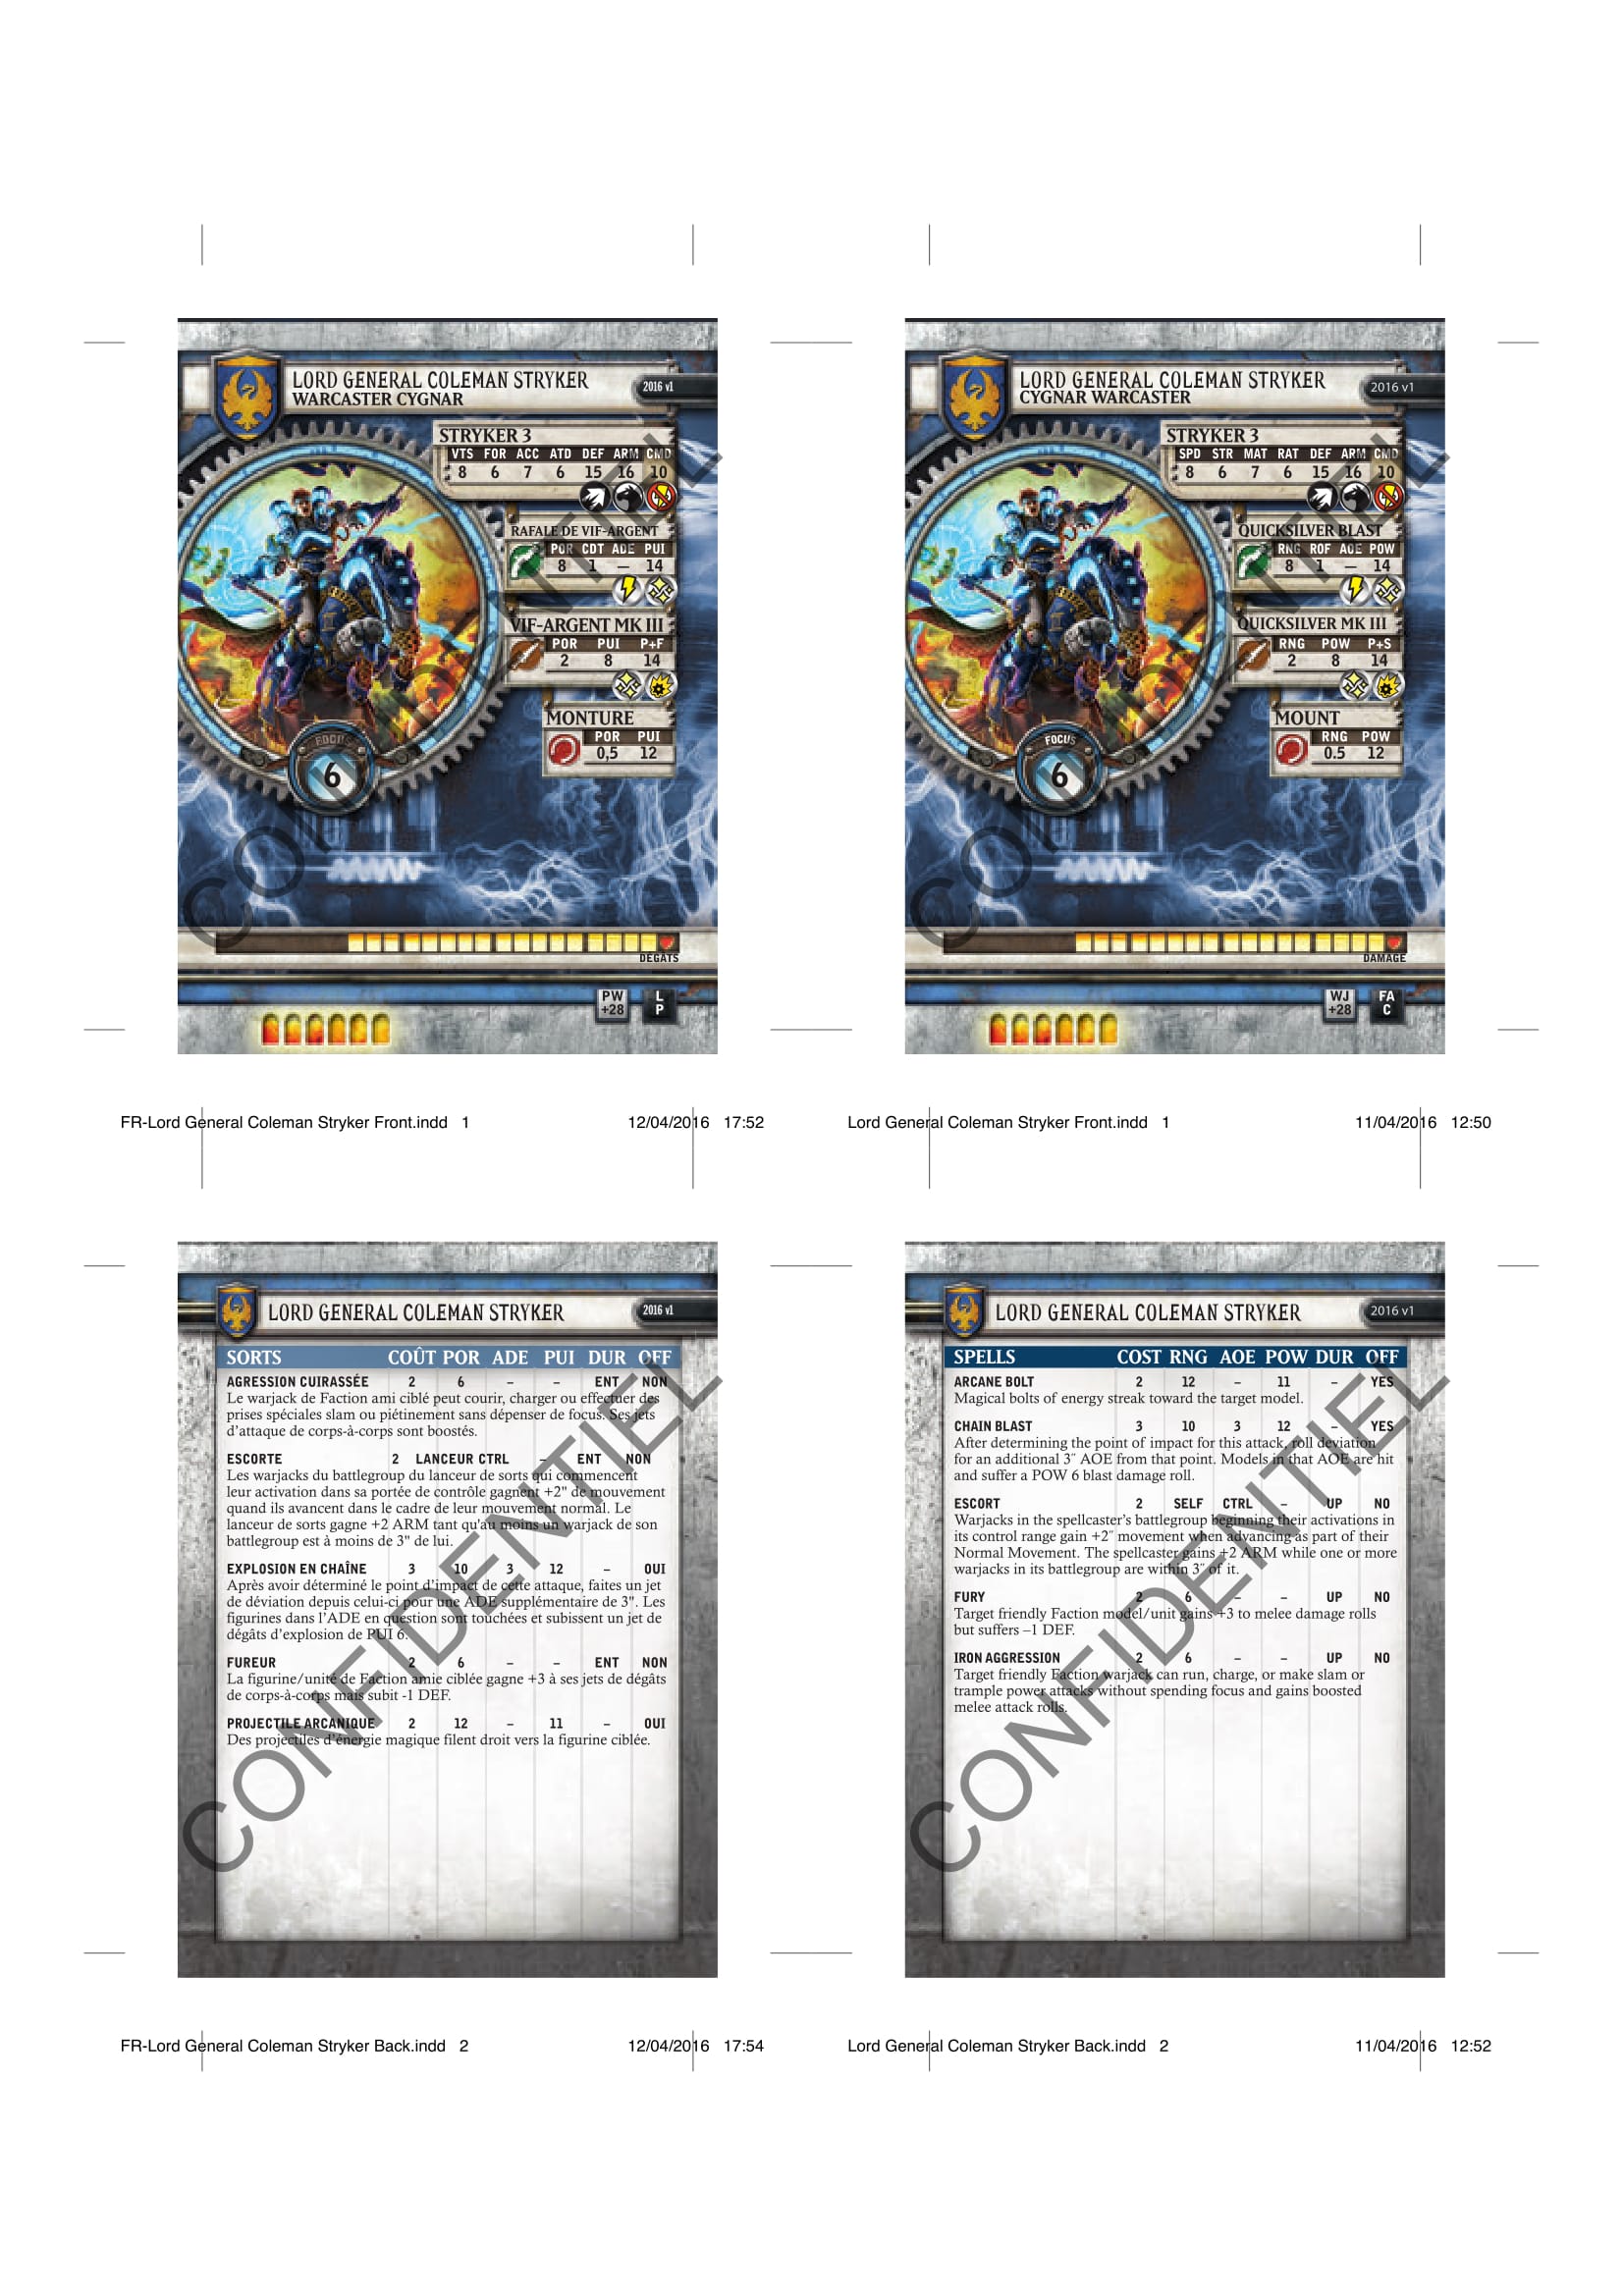 LORD GENERAL COLEMAN STRYKER
WARCASTER CYGNAR
2016 v1
STRYKER 3
VTS FOR ACC ATD DEF ARM CMD
8 6 7 6 15 16 10
RAFALE DE VIF-ARGENT
POR CDT ADE PUI
8 1 — 14
VIF-ARGENT MK III
POR PUI P+F
2 8 14
MONTURE
POR PUI
0,5 12
FOCUS
6
DÉGÂTS
PW
+28
L
P
CONFIDENTIEL
FR-Lord General Coleman Stryker Front.indd 1 12/04/2016 17:52
LORD GENERAL COLEMAN STRYKER
CYGNAR WARCASTER
2016 v1
STRYKER 3
SPD STR MAT RAT DEF ARM CMD
8 6 7 6 15 16 10
QUICKSILVER BLAST
RNG ROF AOE POW
8 1 — 14
QUICKSILVER MK III
RNG POW P+S
2 8 14
MOUNT
RNG POW
0.5 12
FOCUS
6
DAMAGE
WJ
+28
FA
C
CONFIDENTIEL
Lord General Coleman Stryker Front.indd 1 11/04/2016 12:50
LORD GENERAL COLEMAN STRYKER
2016 v1
SORTS COÛT POR ADE PUI DUR OFF
AGRESSION CUIRASSÉE 2 6 – – ENT NON
Le warjack de Faction ami ciblé peut courir, charger ou effectuer des
prises spéciales slam ou piétinement sans dépenser de focus. Ses jets
d'attaque de corps-à-corps sont boostés.
ESCORTE 2 LANCEUR CTRL – ENT NON
Les warjacks du battlegroup du lanceur de sorts qui commencent
leur activation dans sa portée de contrôle gagnent +2" de mouvement
quand ils avancent dans le cadre de leur mouvement normal. Le
lanceur de sorts gagne +2 ARM tant qu'au moins un warjack de son
battlegroup est à moins de 3" de lui.
EXPLOSION EN CHAÎNE 3 10 3 12 – OUI
Après avoir déterminé le point d'impact de cette attaque, faites un jet
de déviation depuis celui-ci pour une ADE supplémentaire de 3". Les
figurines dans l'ADE en question sont touchées et subissent un jet de
dégâts d'explosion de PUI 6.
FUREUR 2 6 – – ENT NON
La figurine/unité de Faction amie ciblée gagne +3 à ses jets de dégâts
de corps-à-corps mais subit -1 DEF.
PROJECTILE ARCANIQUE 2 12 – 11 – OUI
Des projectiles d'énergie magique filent droit vers la figurine ciblée.
CONFIDENTIEL
FR-Lord General Coleman Stryker Back.indd 2 12/04/2016 17:54
LORD GENERAL COLEMAN STRYKER
2016 v1
SPELLS COST RNG AOE POW DUR OFF
ARCANE BOLT 2 12 – 11 – YES
Magical bolts of energy streak toward the target model.
CHAIN BLAST 3 10 3 12 – YES
After determining the point of impact for this attack, roll deviation
for an additional 3˝ AOE from that point. Models in that AOE are hit
and suffer a POW 6 blast damage roll.
ESCORT 2 SELF CTRL – UP NO
Warjacks in the spellcaster's battlegroup beginning their activations in
its control range gain +2˝ movement when advancing as part of their
Normal Movement. The spellcaster gains +2 ARM while one or more
warjacks in its battlegroup are within 3˝ of it.
FURY 2 6 – – UP NO
Target friendly Faction model/unit gains +3 to melee damage rolls
but suffers –1 DEF.
IRON AGGRESSION 2 6 – – UP NO
Target friendly Faction warjack can run, charge, or make slam or
trample power attacks without spending focus and gains boosted
melee attack rolls.
CONFIDENTIEL
Lord General Coleman Stryker Back.indd 2 11/04/2016 12:52